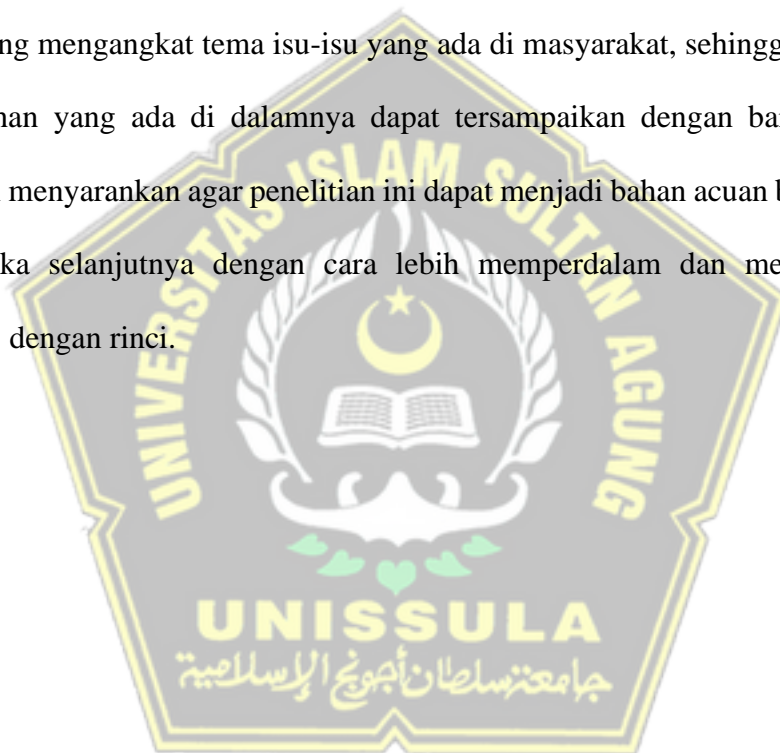 ng mengangkat tema isu-isu yang ada di masyarakat, sehingg
nan yang ada di dalamnya dapat tersampaikan dengan ba
menyarankan agar penelitian ini dapat menjadi bahan acuan b
ka selanjutnya dengan cara lebih memperdalam dan me
dengan rinci.
UNIVERSITAS ISLAM SULTAN AGUNG
UNISSULA
جامعة سلطان أجونج الإسلامية